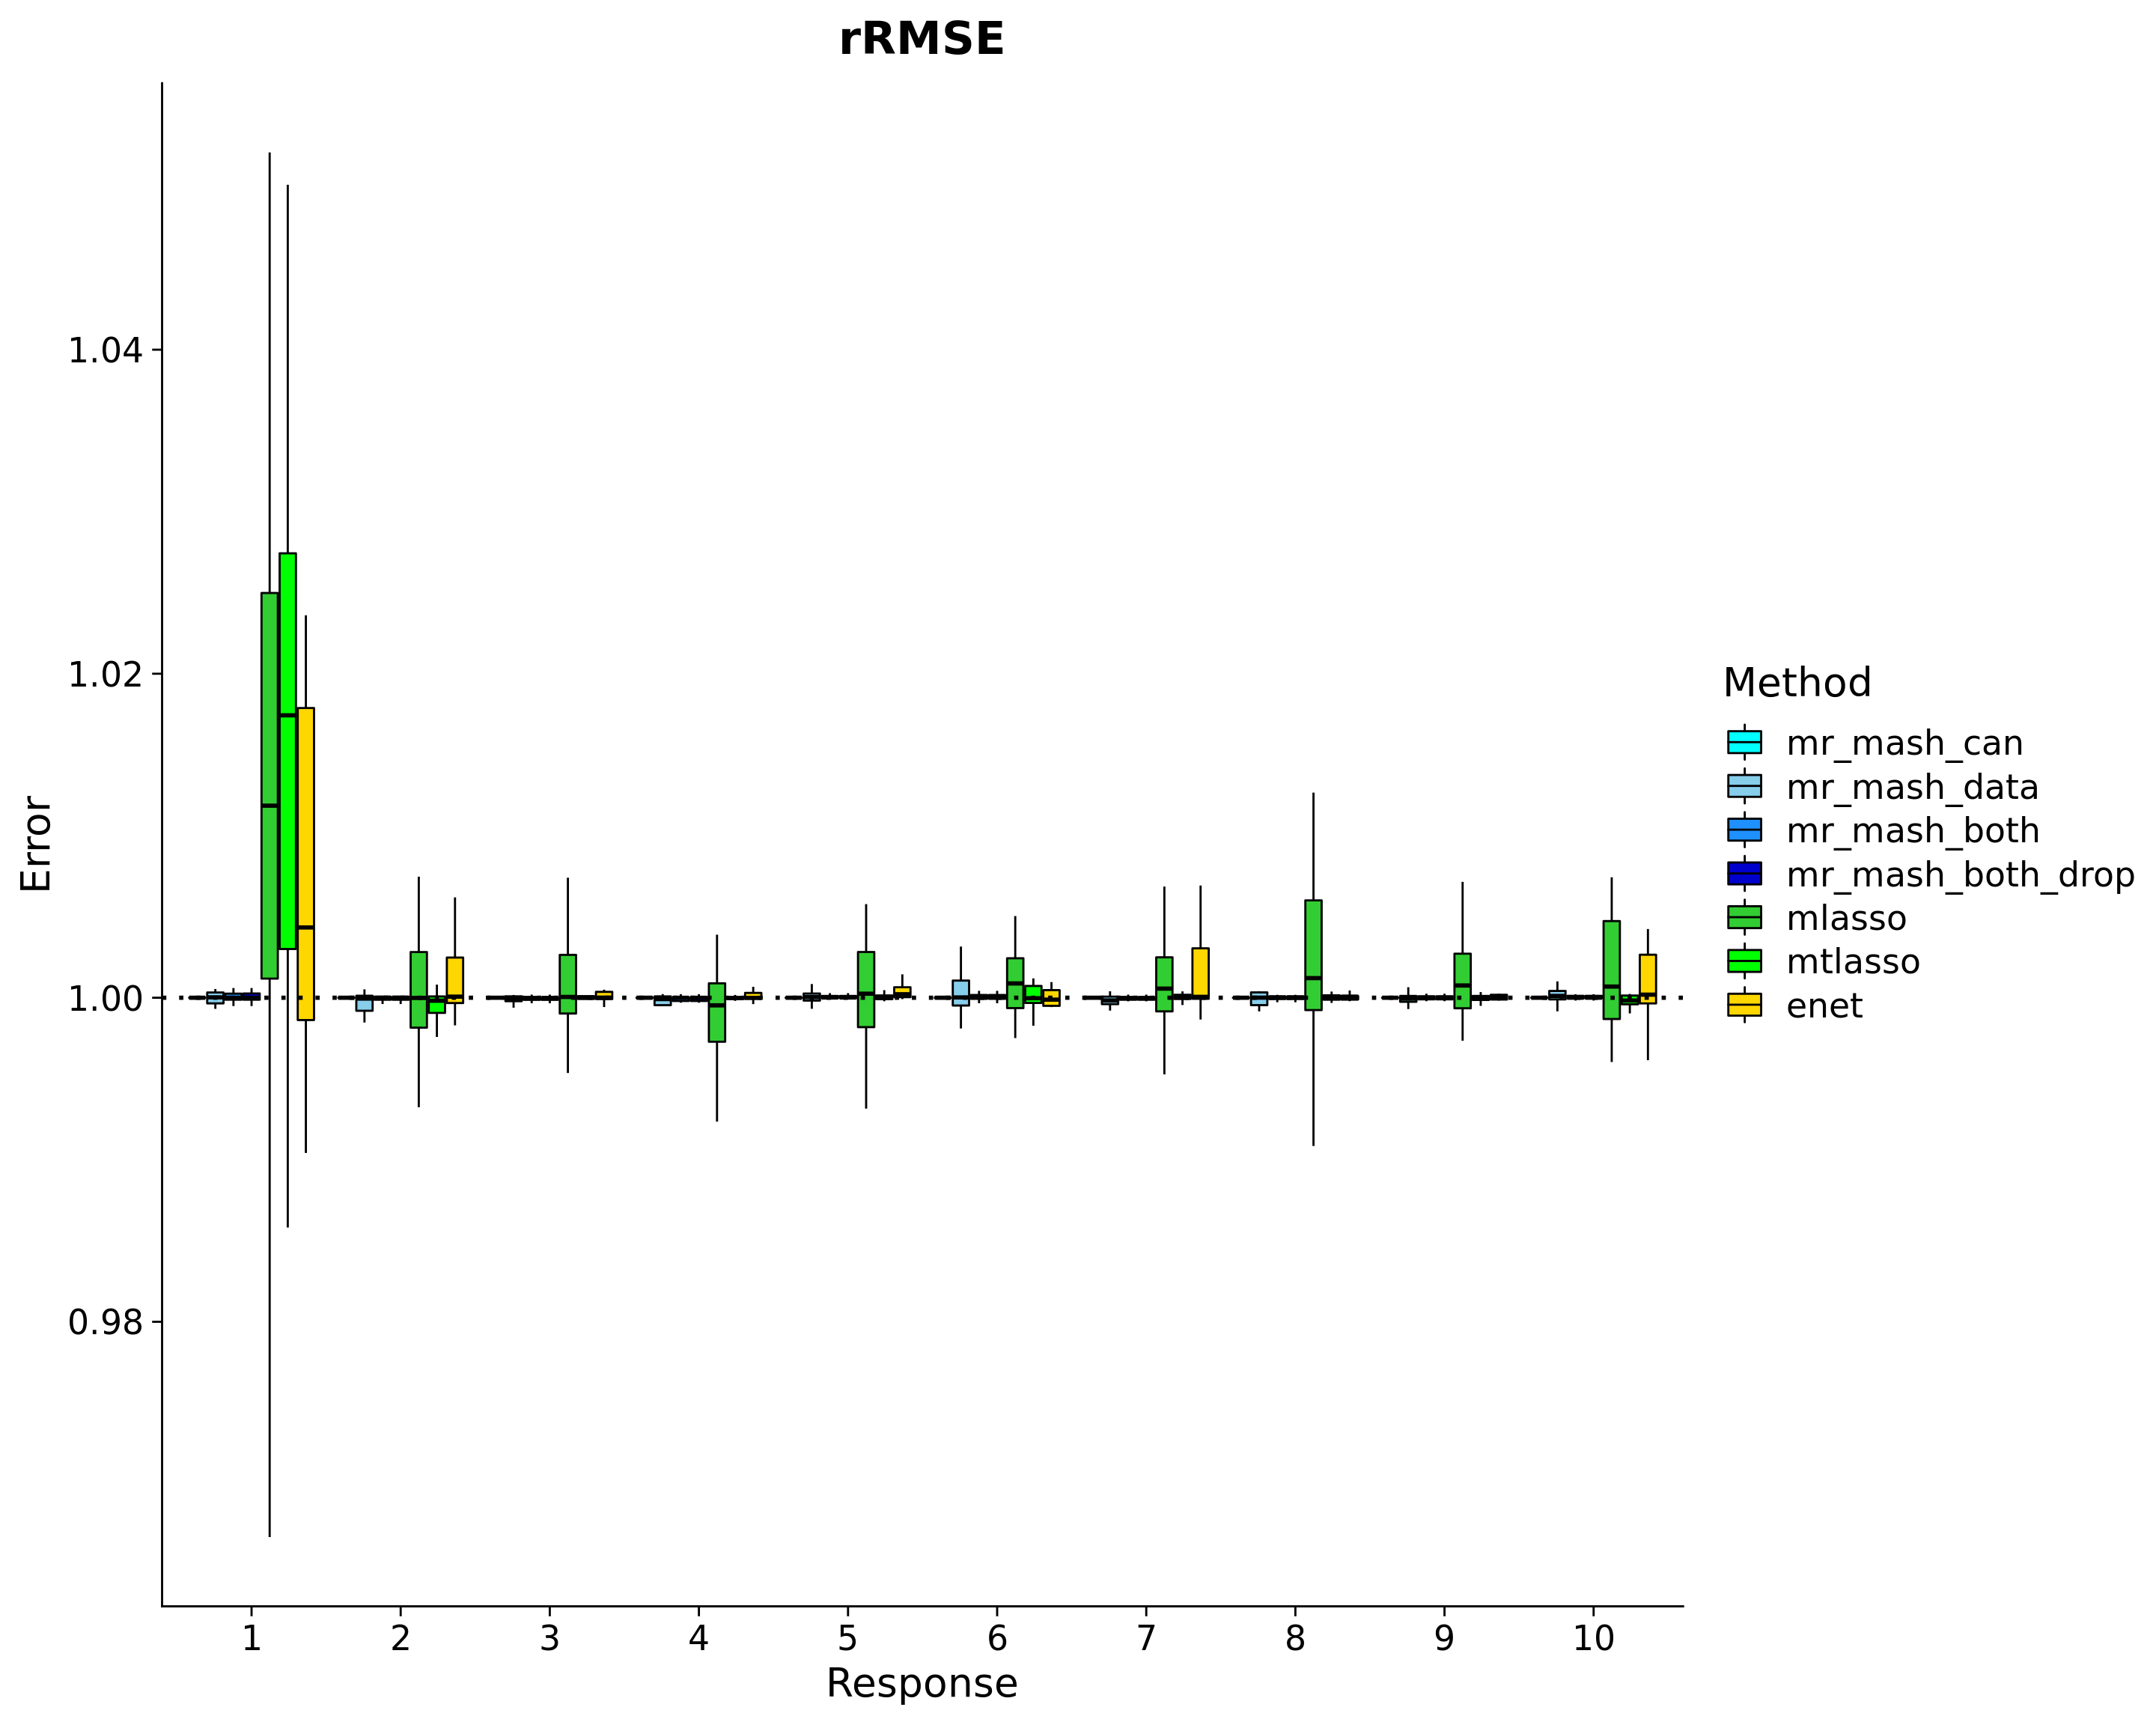 rRMSE
Error
1.04
1.02
1.00
0.98
1 2 3 4 5 6 7 8 9 10
Response
Method
mr_mash_can
mr_mash_data
mr_mash_both
mr_mash_both_drop
mlasso
mtlasso
enet